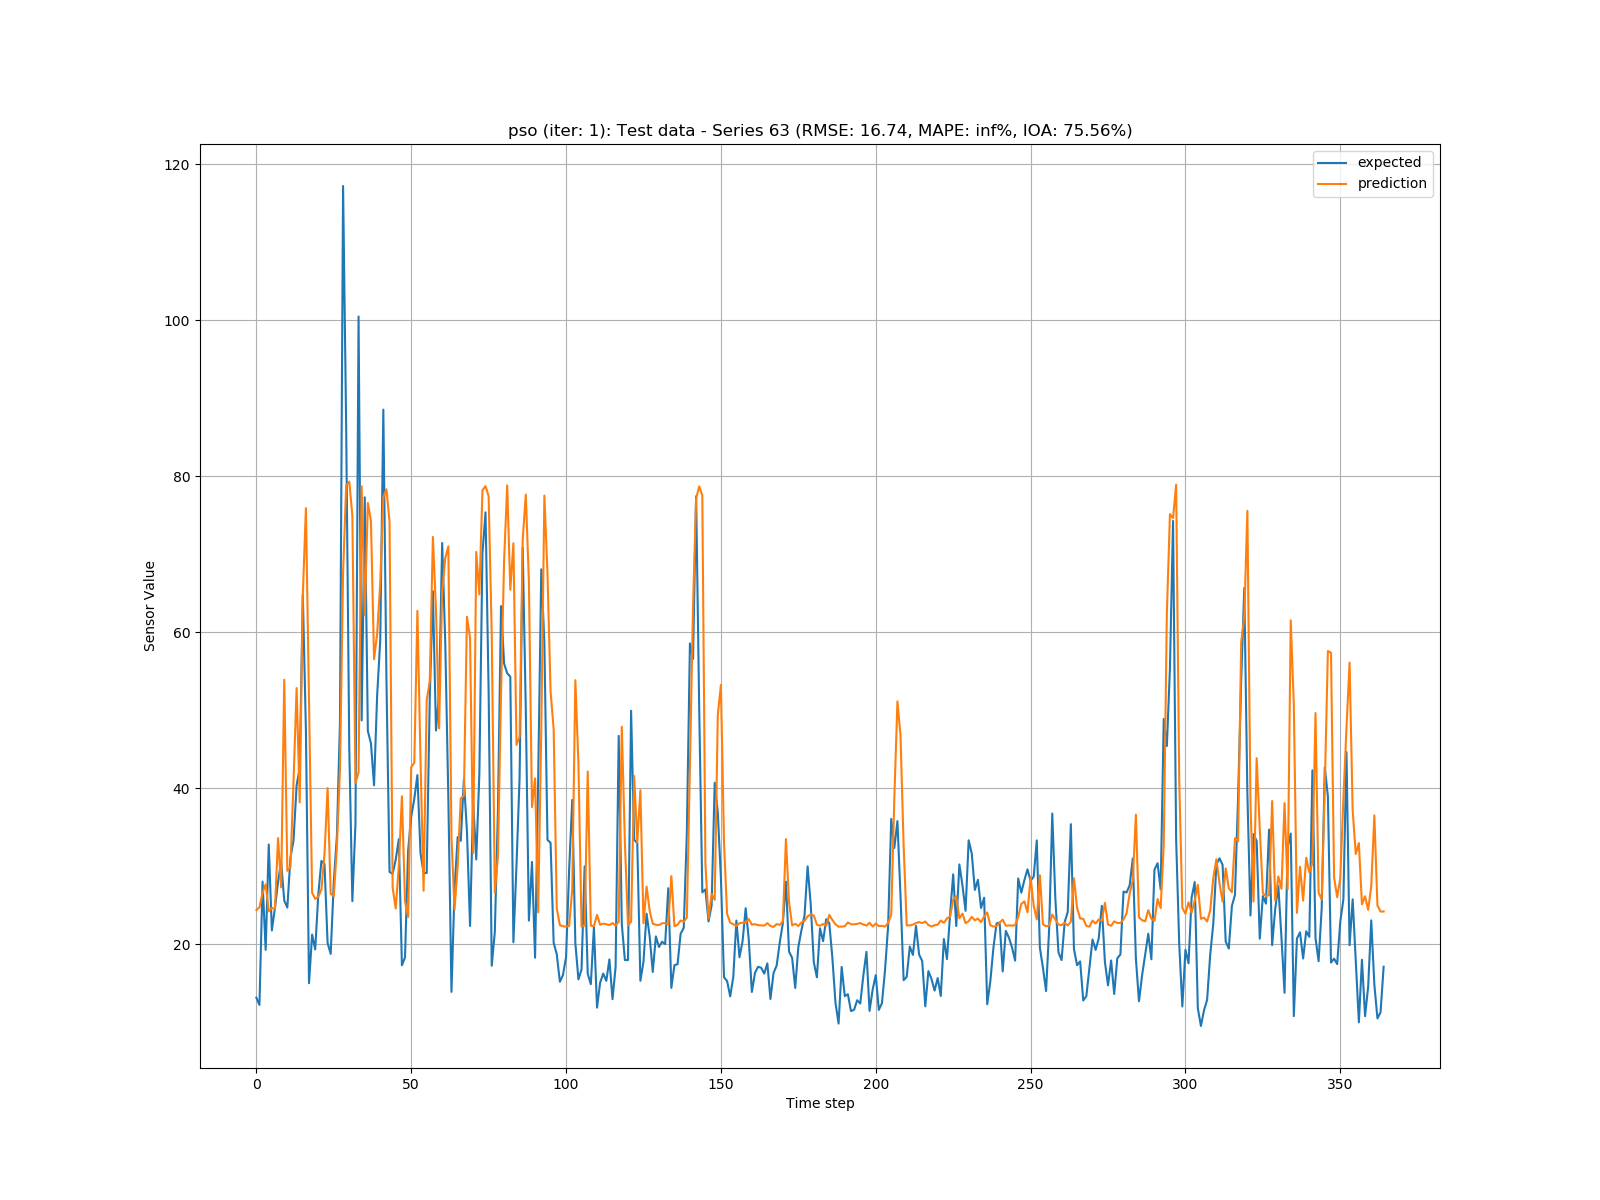 pso (iter: 1): Test data - Series 63 (RMSE: 16.74, MAPE: inf%, IOA: 75.56%)
expected
prediction
120
100
80
60
40
20
Sensor Value
0 50 100 150 200 250 300 350
Time step